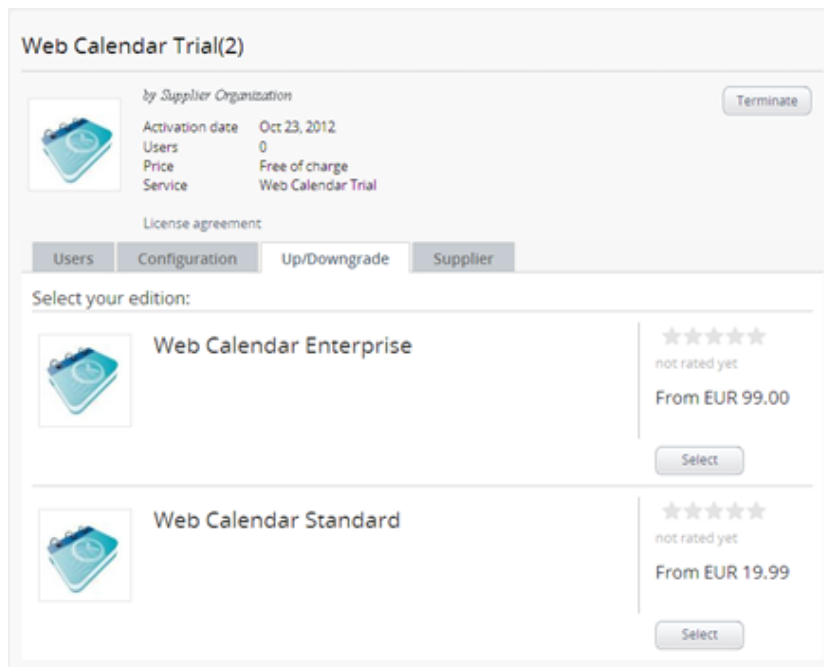 Web Calendar Trial(2)
by Supplier Organization
Terminate
Activation date Oct 23, 2012
Users 0
Price Free of charge
Service Web Calendar Trial
License agreement
Users Configuration Up/Downgrade Supplier
Select your edition:
Web Calendar Enterprise
not rated yet
From EUR 99.00
Select
Web Calendar Standard
not rated yet
From EUR 19.99
Select